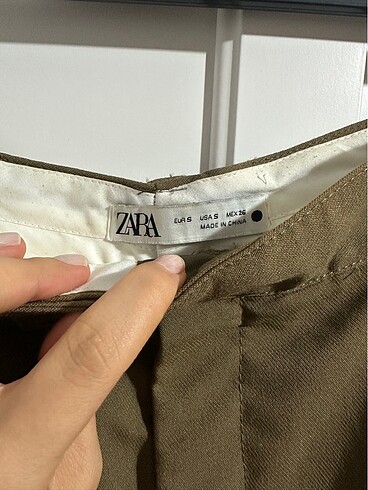 ZARA
EUR S USA S MEX 26
MADE IN CHINA